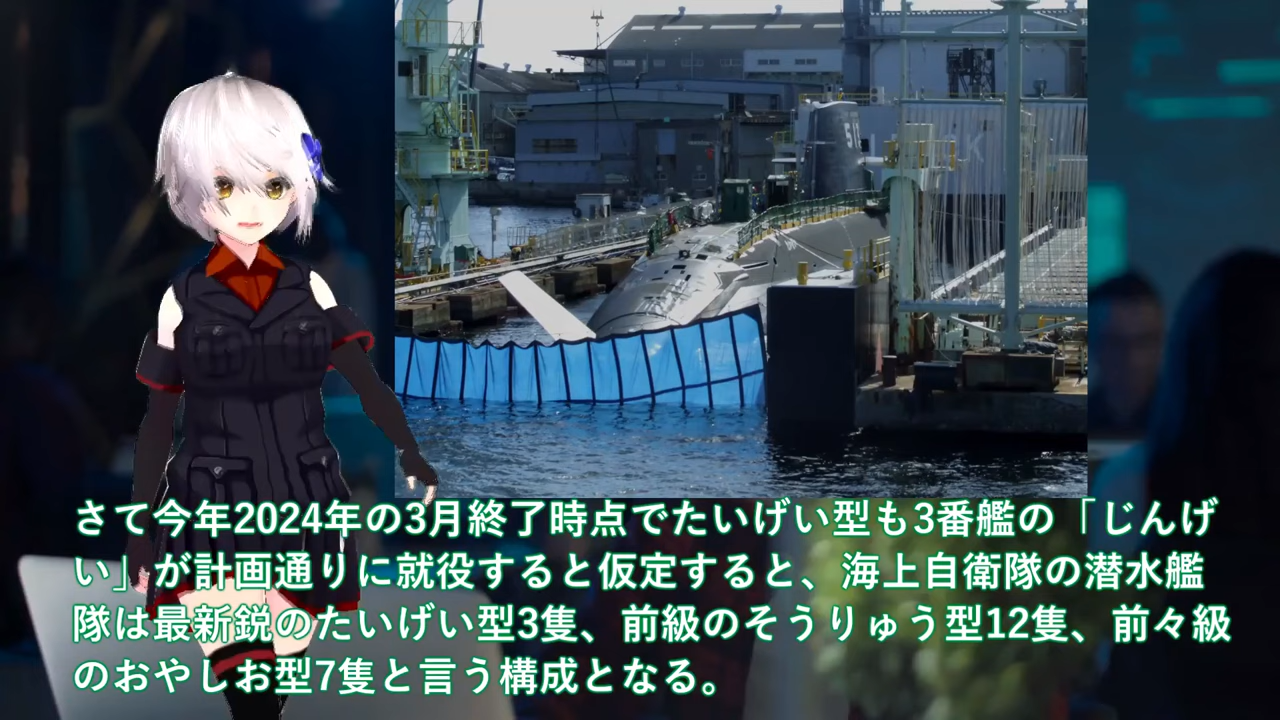 さて今年2024年の3月終了時点でたいげい型も3番艦の「じんげ
い」が計画通りに就役すると仮定すると、海上自衛隊の潜水艦
隊は最新鋭のたいげい型3隻、前級のそうりゅう型12隻、前々級
のおやしお型7隻と言う構成となる。